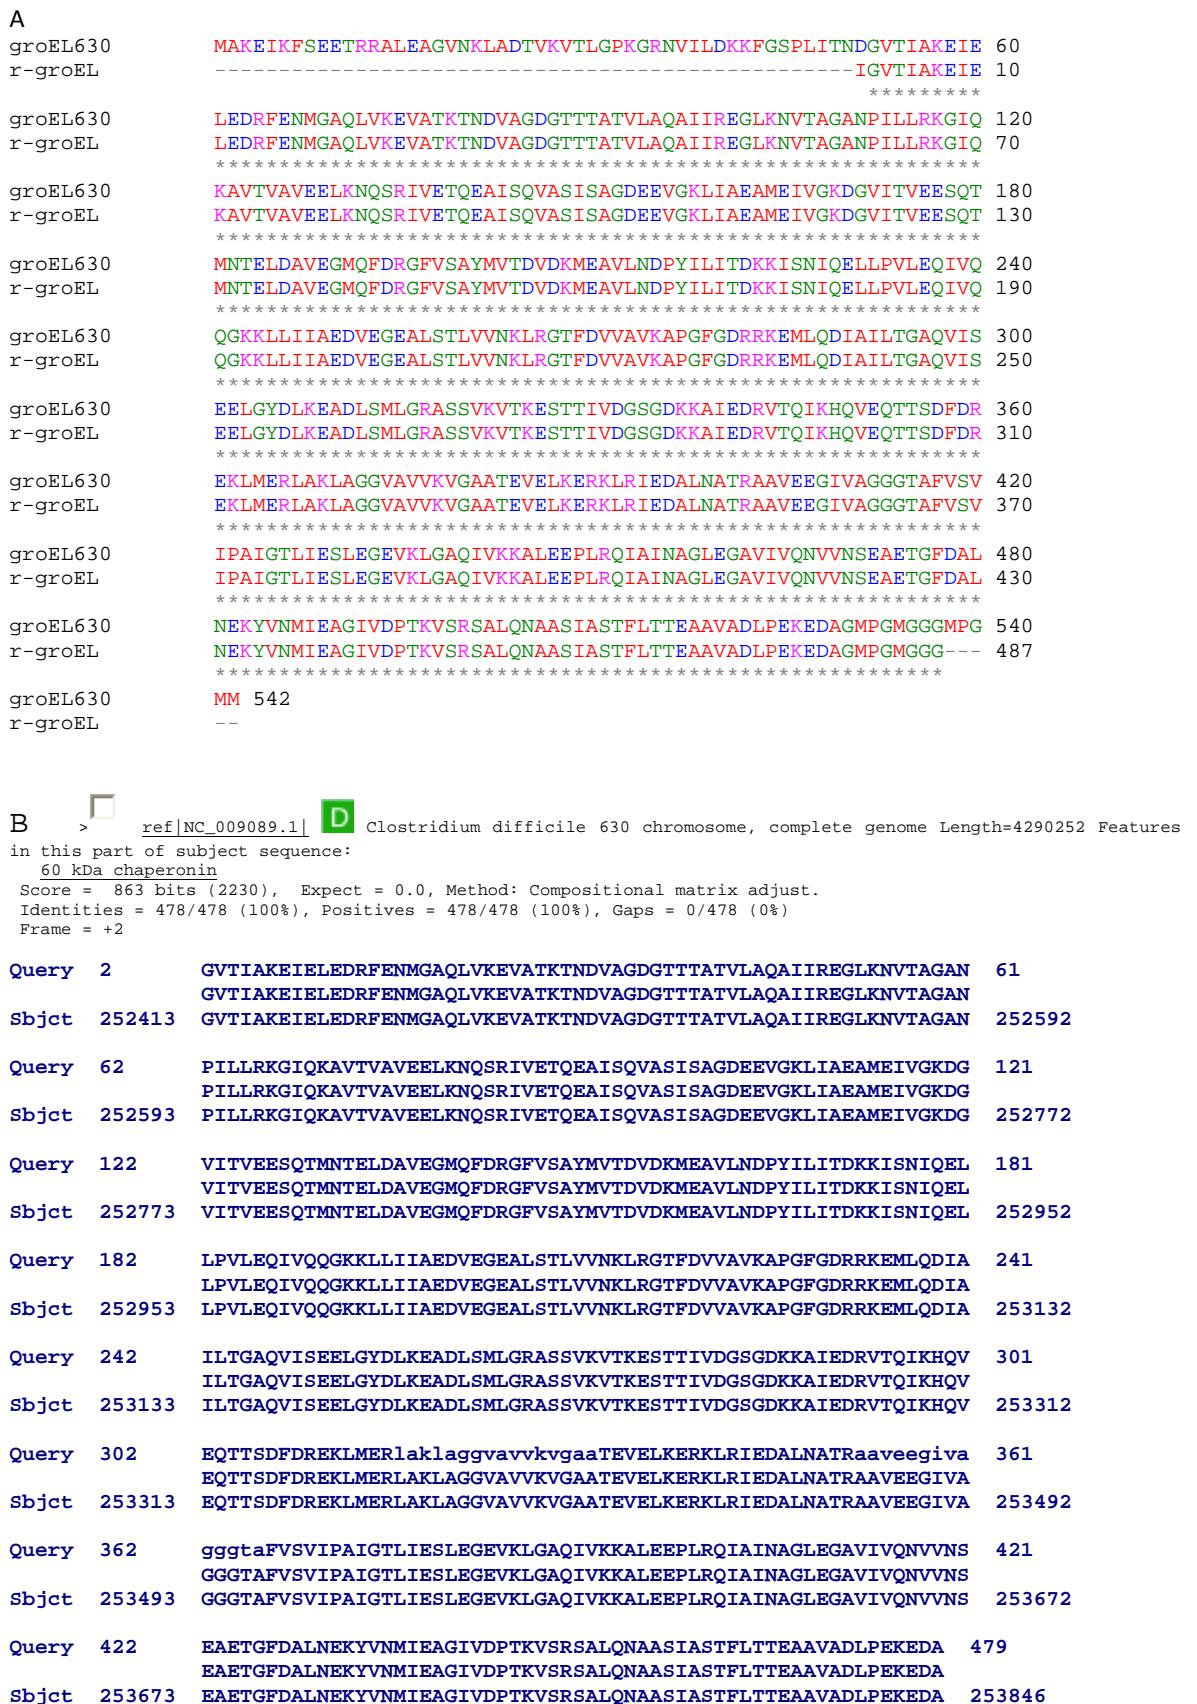 A
groEL630 MAKEIKFSEETRRALEAGVNKLADTVKVTLGPKGRNVILDKKFGSPLITNDGVTIAKEIE 60
r-groEL --------------------------------------------------IGVTIAKEIE 10
*********
groEL630 LEDRFENMGAQLVKEVATKTNDVAGDGTTTATVLAQAIIREGLKNVTAGANPILLRKGIQ 120
r-groEL LEDRFENMGAQLVKEVATKTNDVAGDGTTTATVLAQAIIREGLKNVTAGANPILLRKGIQ 70
************************************************************
groEL630 KAVTVAVEELKNQSRIVETQEAISQVASISAGDEEVGKLIAEAMEIVGKDGVITVEESQT 180
r-groEL KAVTVAVEELKNQSRIVETQEAISQVASISAGDEEVGKLIAEAMEIVGKDGVITVEESQT 130
************************************************************
groEL630 MNTELDAVEGMQFDRGFVSAYMVTDVDKMEAVLNDPYILITDKKISNIQELLPVLEQIVQ 240
r-groEL MNTELDAVEGMQFDRGFVSAYMVTDVDKMEAVLNDPYILITDKKISNIQELLPVLEQIVQ 190
************************************************************
groEL630 QGKKLLIIAEDVEGEALSTLVVNKLRGTFDVVAVKAPGFGDRRKEMLQDIAILTGAQVIS 300
r-groEL QGKKLLIIAEDVEGEALSTLVVNKLRGTFDVVAVKAPGFGDRRKEMLQDIAILTGAQVIS 250
************************************************************
groEL630 EELGYDLKEADLSMLGRASSVKVTKESTTIVDGSGDKKAIEDRVTQIKHQVEQTTSDFDR 360
r-groEL EELGYDLKEADLSMLGRASSVKVTKESTTIVDGSGDKKAIEDRVTQIKHQVEQTTSDFDR 310
************************************************************
groEL630 EKLMERLAKLAGGVAVVKVGAATEVELKERKLRIEDALNATRAAVEEGIVAGGGTAFVSV 420
r-groEL EKLMERLAKLAGGVAVVKVGAATEVELKERKLRIEDALNATRAAVEEGIVAGGGTAFVSV 370
************************************************************
groEL630 IPAIGTLIESLEGEVKLGAQIVKKALEEPLRQIAINAGLEGAVIVQNVVNSEAETGFDAL 480
r-groEL IPAIGTLIESLEGEVKLGAQIVKKALEEPLRQIAINAGLEGAVIVQNVVNSEAETGFDAL 430
************************************************************
groEL630 NEKYVNMIEAGIVDPTKVSRSALQNAASIASTFLTTEAAVADLPEKEDAGMPGMGGGMPG 540
r-groEL NEKYVNMIEAGIVDPTKVSRSALQNAASIASTFLTTEAAVADLPEKEDAGMPGMGGG--- 487
*********************************************************
groEL630 MM 542
r-groEL --
B > ref|NC_009089.1| D Clostridium difficile 630 chromosome, complete genome Length=4290252 Features
in this part of subject sequence:
60 kDa chaperonin
Score = 863 bits (2230), Expect = 0.0, Method: Compositional matrix adjust.
Identities = 478/478 (100%), Positives = 478/478 (100%), Gaps = 0/478 (0%)
Frame = +2
Query 2 GVTIAKEIELEDRFENMGAQLVKEVATKTNDVAGDGTTTATVLAQAIIREGLKNVTAGAN 61
GVTIAKEIELEDRFENMGAQLVKEVATKTNDVAGDGTTTATVLAQAIIREGLKNVTAGAN
Sbjct 252413 GVTIAKEIELEDRFENMGAQLVKEVATKTNDVAGDGTTTATVLAQAIIREGLKNVTAGAN 252592
Query 62 PILLRKGIQKAVTVAVEELKNQSRIVETQEAISQVASISAGDEEVGKLIAEAMEIVGKDG 121
PILLRKGIQKAVTVAVEELKNQSRIVETQEAISQVASISAGDEEVGKLIAEAMEIVGKDG
Sbjct 252593 PILLRKGIQKAVTVAVEELKNQSRIVETQEAISQVASISAGDEEVGKLIAEAMEIVGKDG 252772
Query 122 VITVEESQTMNTELDAVEGMQFDRGFVSAYMVTDVDKMEAVLNDPYILITDKKISNIQEL 181
VITVEESQTMNTELDAVEGMQFDRGFVSAYMVTDVDKMEAVLNDPYILITDKKISNIQEL
Sbjct 252773 VITVEESQTMNTELDAVEGMQFDRGFVSAYMVTDVDKMEAVLNDPYILITDKKISNIQEL 252952
Query 182 LPVLEQIVQQGKKLLIIAEDVEGEALSTLVVNKLRGTFDVVAVKAPGFGDRRKEMLQDIA 241
LPVLEQIVQQGKKLLIIAEDVEGEALSTLVVNKLRGTFDVVAVKAPGFGDRRKEMLQDIA
Sbjct 252953 LPVLEQIVQQGKKLLIIAEDVEGEALSTLVVNKLRGTFDVVAVKAPGFGDRRKEMLQDIA 253132
Query 242 ILTGAQVISEELGYDLKEADLSMLGRASSVKVTKESTTIVDGSGDKKAIEDRVTQIKHQV 301
ILTGAQVISEELGYDLKEADLSMLGRASSVKVTKESTTIVDGSGDKKAIEDRVTQIKHQV
Sbjct 253133 ILTGAQVISEELGYDLKEADLSMLGRASSVKVTKESTTIVDGSGDKKAIEDRVTQIKHQV 253312
Query 302 EQTTSDFDREKLMERlaklaggvavvkvgaaTEVELKERKLRIEDALNATRaaveegiva 361
EQTTSDFDREKLMERLAKLAGGVAVVKVGAATEVELKERKLRIEDALNATRAAVEEGIVA
Sbjct 253313 EQTTSDFDREKLMERLAKLAGGVAVVKVGAATEVELKERKLRIEDALNATRAAVEEGIVA 253492
Query 362 gggtaFVSVIPAIGTLIESLEGEVKLGAQIVKKALEEPLRQIAINAGLEGAVIVQNVVNS 421
GGGTAFVSVIPAIGTLIESLEGEVKLGAQIVKKALEEPLRQIAINAGLEGAVIVQNVVNS
Sbjct 253493 GGGTAFVSVIPAIGTLIESLEGEVKLGAQIVKKALEEPLRQIAINAGLEGAVIVQNVVNS 253672
Query 422 EAETGFDALNEKYVNMIEAGIVDPTKVSRSALQNAASIASTFLTTEAAVADLPEKEDA 479
EAETGFDALNEKYVNMIEAGIVDPTKVSRSALQNAASIASTFLTTEAAVADLPEKEDA
Sbjct 253673 EAETGFDALNEKYVNMIEAGIVDPTKVSRSALQNAASIASTFLTTEAAVADLPEKEDA 253846